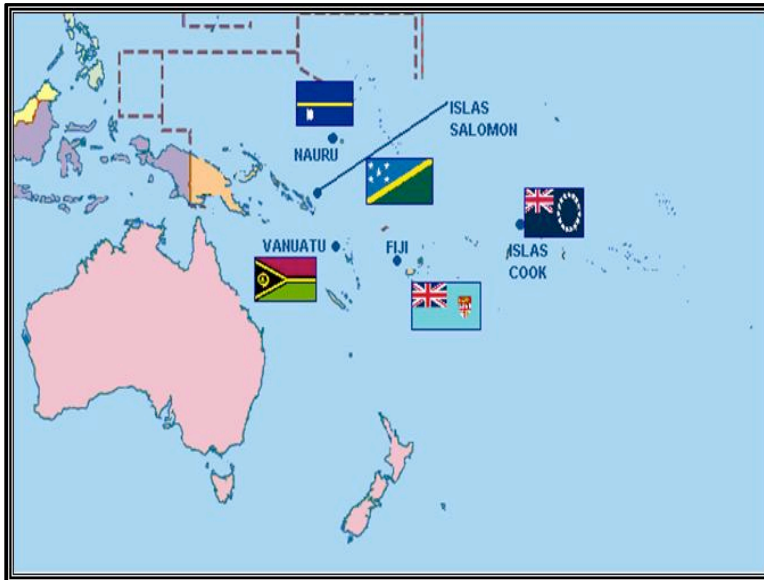 ISLAS
SALOMON
NAURU
VANUATU
FIJI
ISLAS
COOK